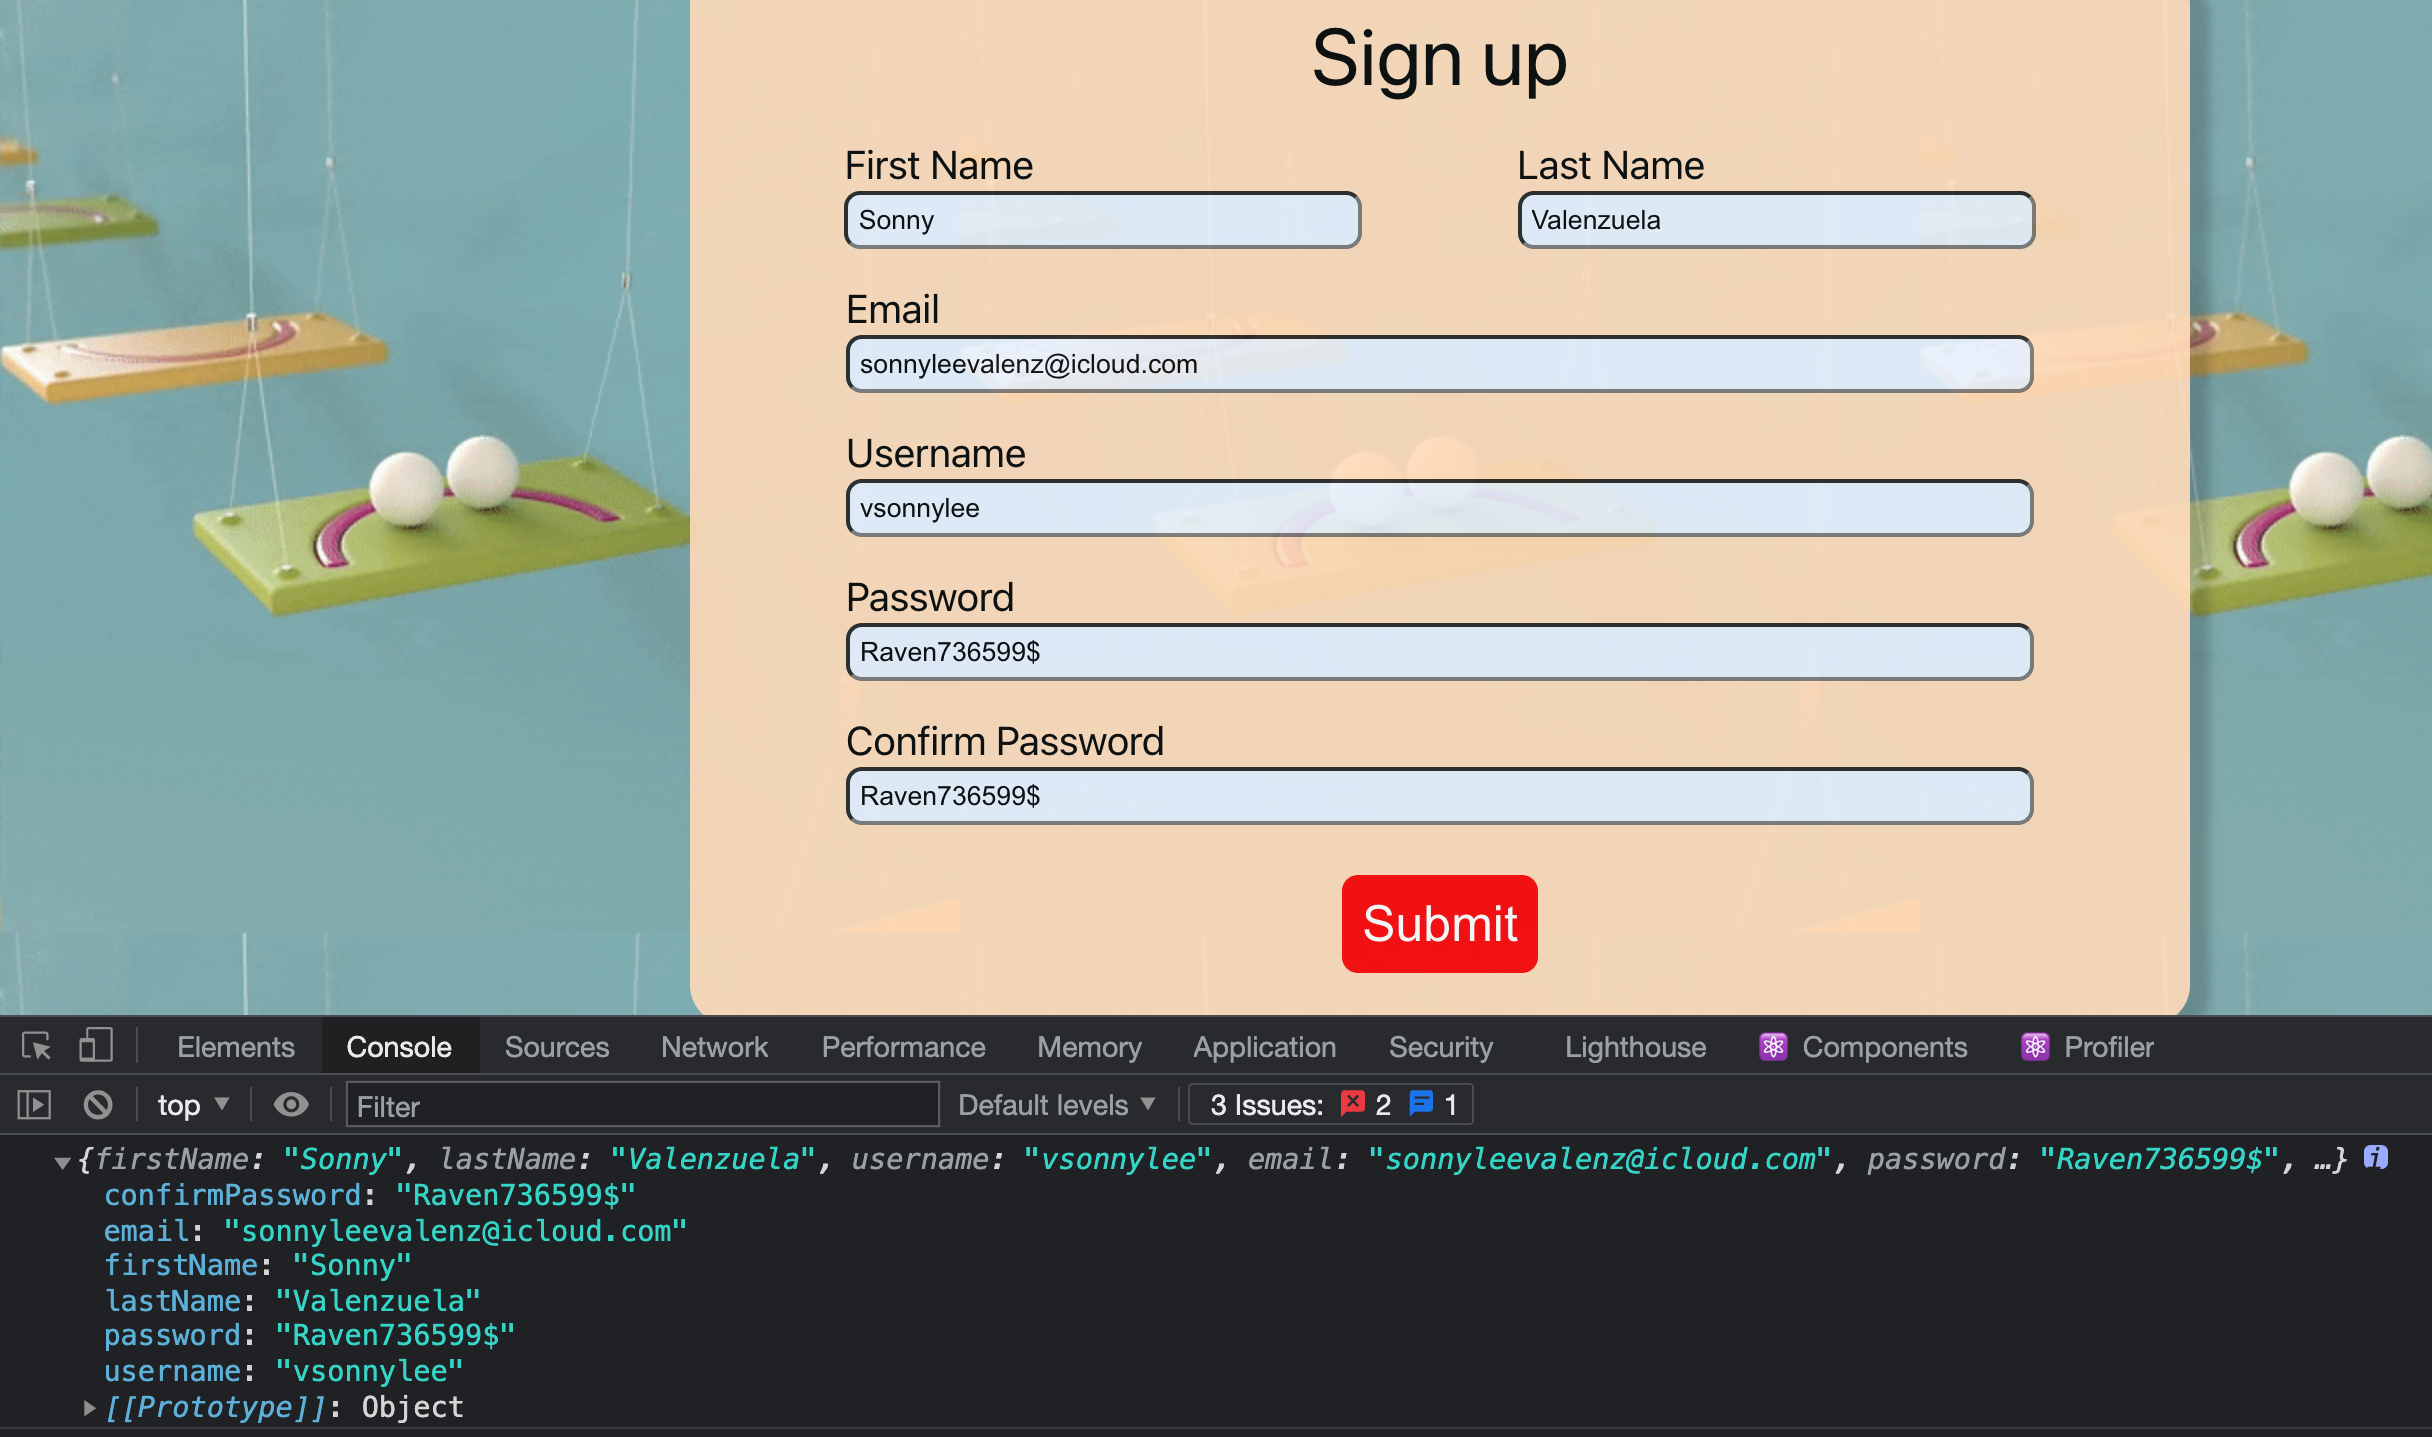 Sign up
First Name
Last Name
Sonny
Valenzuela
Email
sonnyleevalenz@icloud.com
Username
vsonnylee
Password
Raven736599$
Confirm Password
Raven736599$
Submit
Elements Console Sources Network Performance Memory Application Security Lighthouse Components Profiler
top Filter Default levels 3 Issues: 2 1
{firstName: "Sonny", lastName: "Valenzuela", username: "vsonnylee", email: "sonnyleevalenz@icloud.com", password: "Raven736599$", …} i
confirmPassword: "Raven736599$"
email: "sonnyleevalenz@icloud.com"
firstName: "Sonny"
lastName: "Valenzuela"
password: "Raven736599$"
username: "vsonnylee"
[[Prototype]]: Object